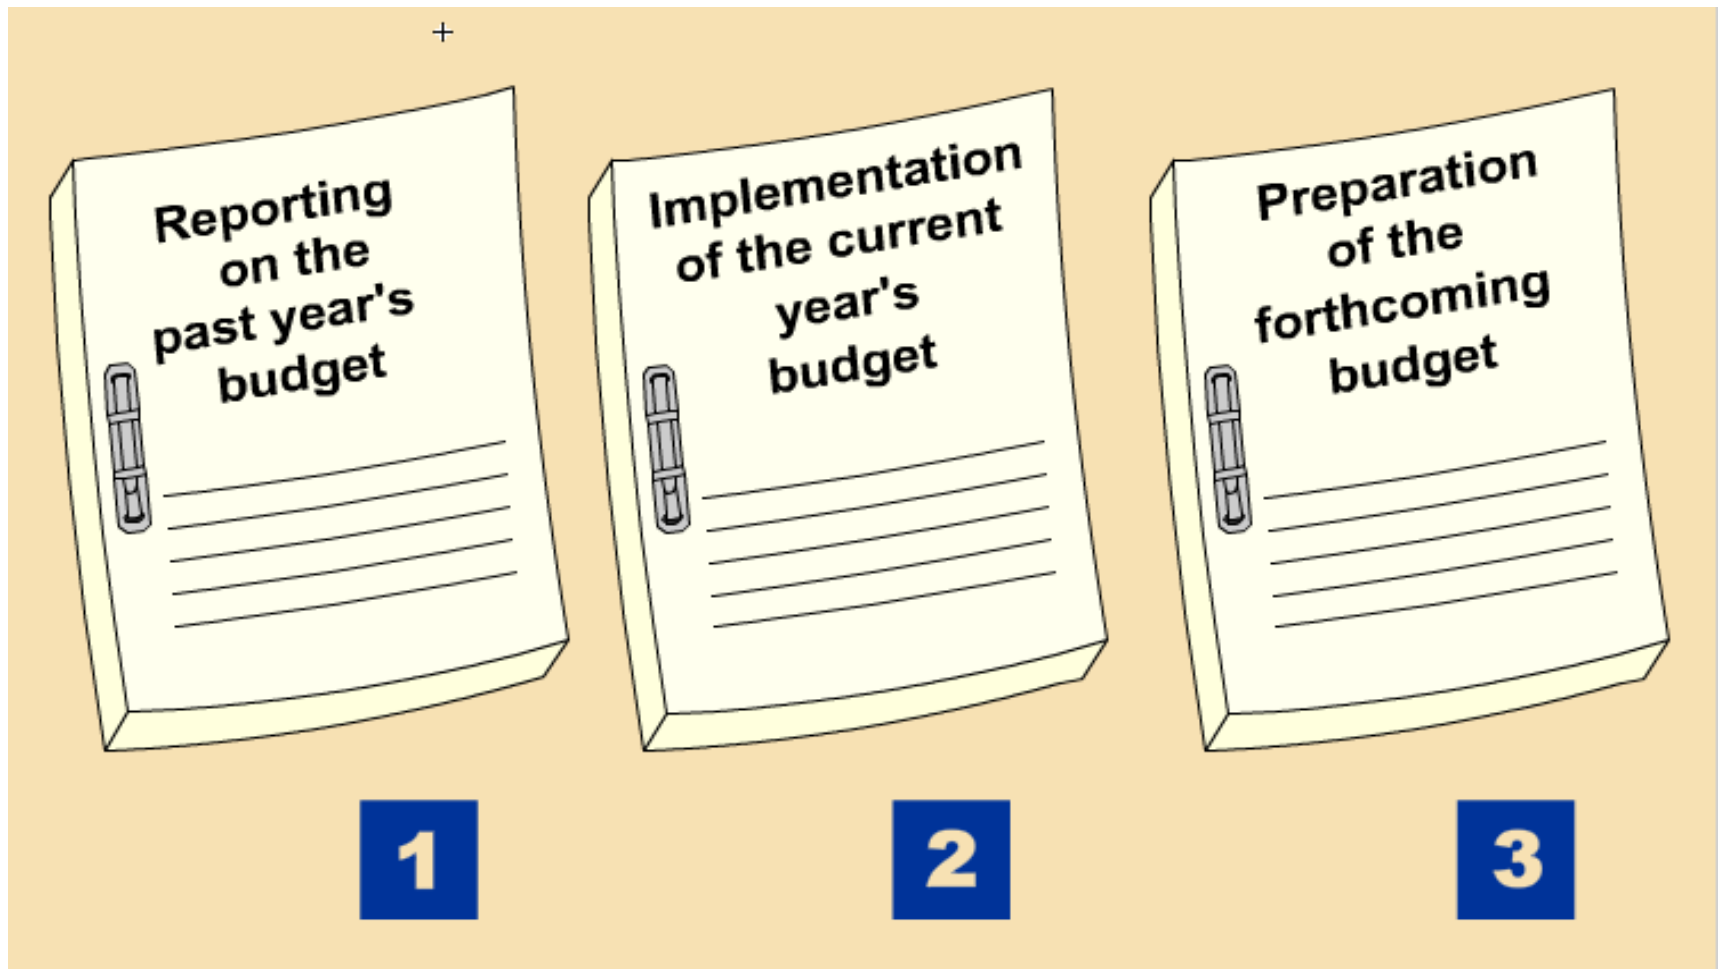 Reporting
on the
past year's
budget
Implementation
of the current
year's
budget
Preparation
of the
forthcoming
budget
1
2
3